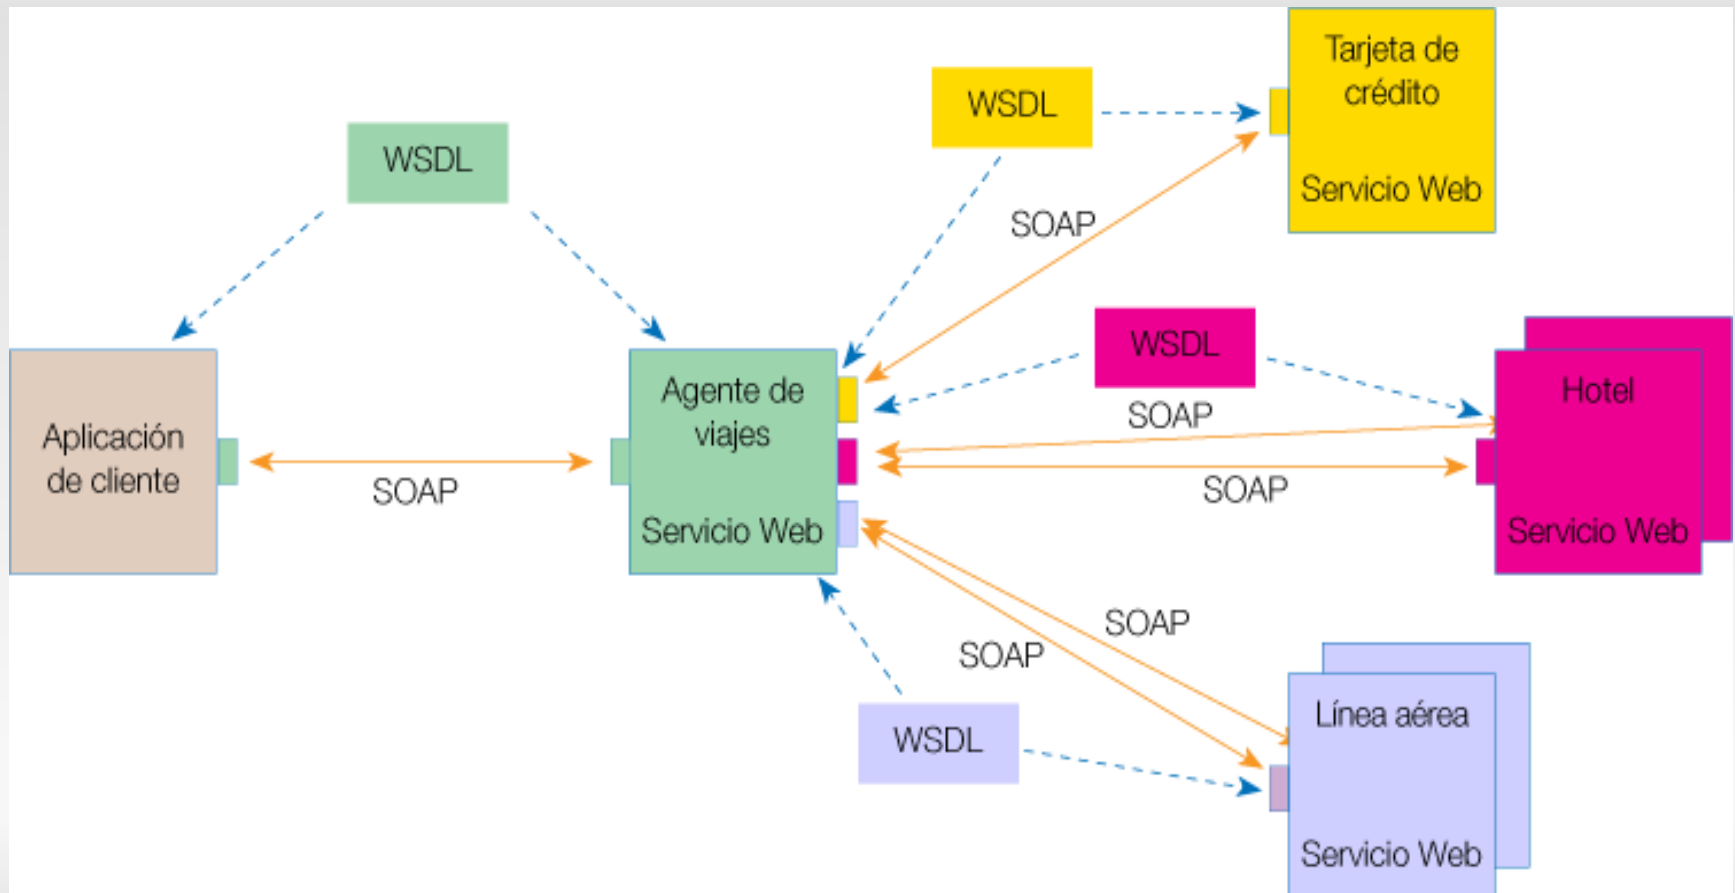 Tarjeta de
crédito
Servicio Web
WSDL
WSDL
SOAP
WSDL
Aplicación
de cliente
SOAP
Agente de
viajes
Servicio Web
SOAP
SOAP
Hotel
Servicio Web
SOAP
SOAP
WSDL
Línea aérea
Servicio Web